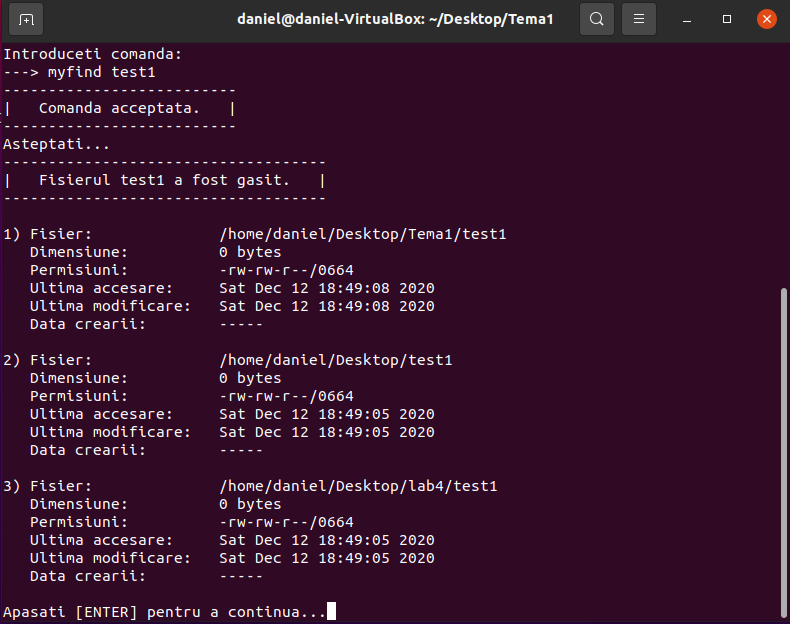 daniel@daniel-VirtualBox: ~/Desktop/Tema1
Introduceti comanda:
---> myfind test1
--------------------------
|   Comanda acceptata.   |
--------------------------
Asteptati...
------------------------------------
|   Fisierul test1 a fost gasit.   |
------------------------------------
1) Fisier:              /home/daniel/Desktop/Tema1/test1
   Dimensiune:          0 bytes
   Permisiuni:          -rw-rw-r--/0664
   Ultima accesare:     Sat Dec 12 18:49:08 2020
   Ultima modificare:   Sat Dec 12 18:49:08 2020
   Data crearii:        -----
2) Fisier:              /home/daniel/Desktop/test1
   Dimensiune:          0 bytes
   Permisiuni:          -rw-rw-r--/0664
   Ultima accesare:     Sat Dec 12 18:49:05 2020
   Ultima modificare:   Sat Dec 12 18:49:05 2020
   Data crearii:        -----
3) Fisier:              /home/daniel/Desktop/lab4/test1
   Dimensiune:          0 bytes
   Permisiuni:          -rw-rw-r--/0664
   Ultima accesare:     Sat Dec 12 18:49:05 2020
   Ultima modificare:   Sat Dec 12 18:49:05 2020
   Data crearii:        -----
Apasati [ENTER] pentru a continua...